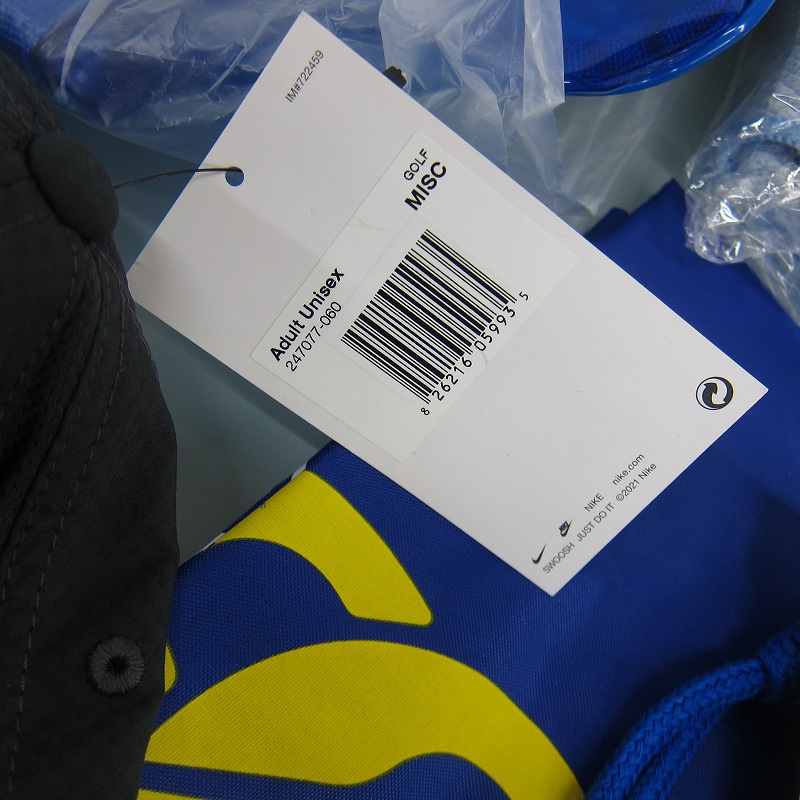 IM#722459
GOLF
MISC
Adult Unisex
247077-060
8 26216 05993 5
NIKE nike.com
SWOOSH JUST DO IT ©2021 Nike